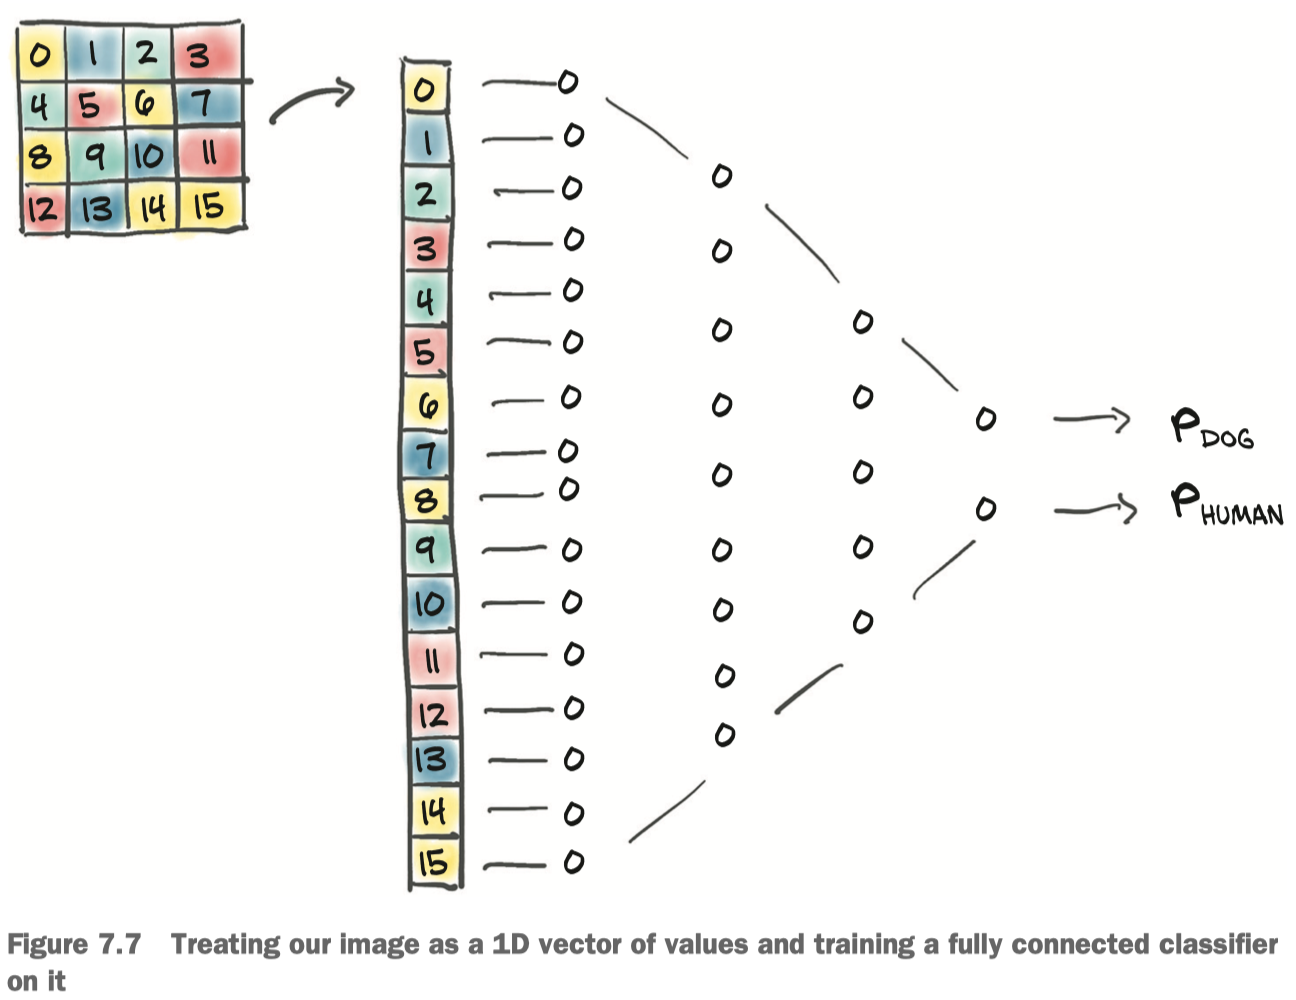 0 1 2 3
4 5 6 7
8 9 10 11
12 13 14 15
0
1
2
3
4
5
6
7
8
9
10
11
12
13
14
15
P DOG
P HUMAN
Figure 7.7 Treating our image as a 1D vector of values and training a fully connected classifier
on it